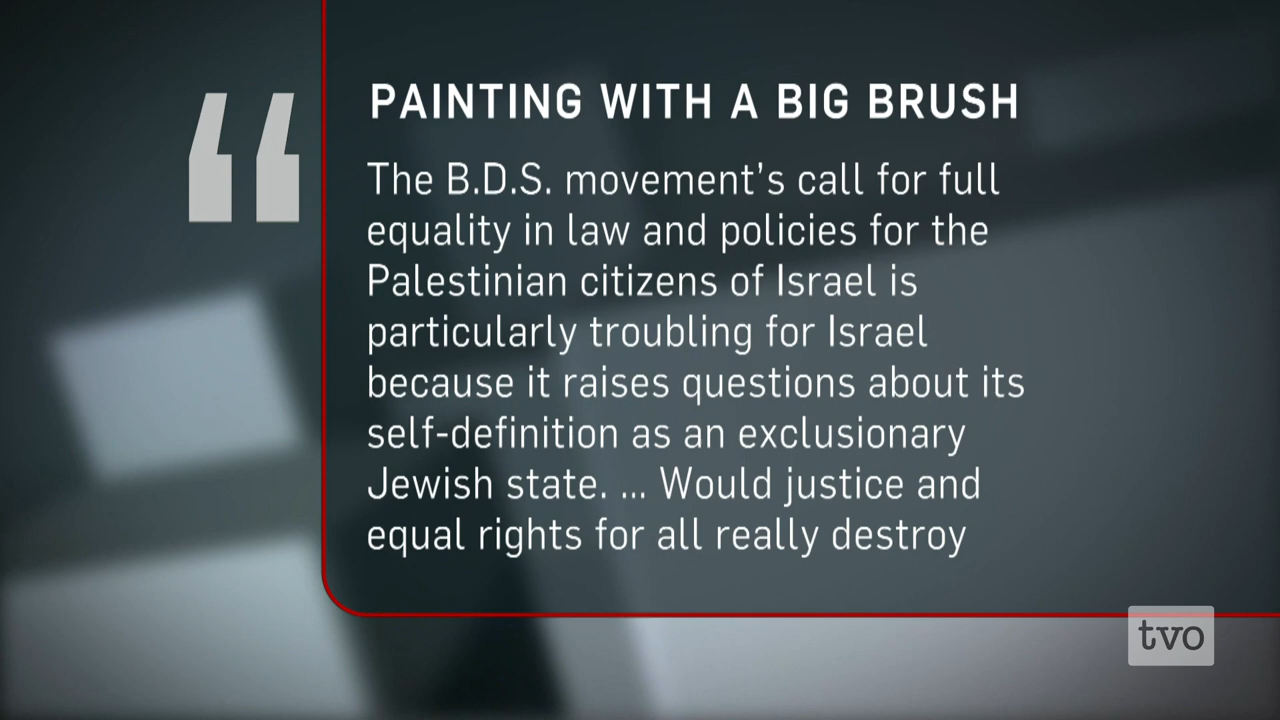 PAINTING WITH A BIG BRUSH
“
The B.D.S. movement’s call for full
equality in law and policies for the
Palestinian citizens of Israel is
particularly troubling for Israel
because it raises questions about its
self-definition as an exclusionary
Jewish state. ... Would justice and
equal rights for all really destroy
tvo